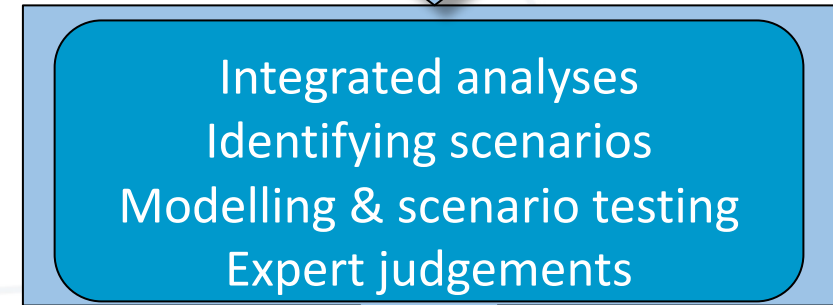 Integrated analyses
Identifying scenarios
Modelling & scenario testing
Expert judgements